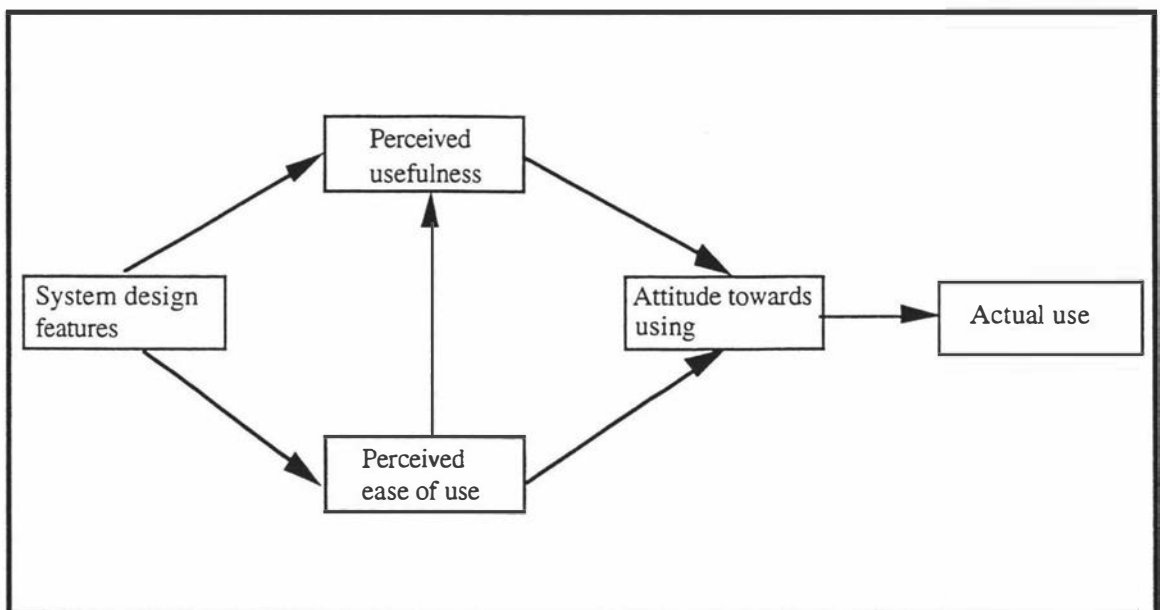 Perceived
usefulness
System design
features
Attitude towards
using
Actual use
Perceived
ease of use